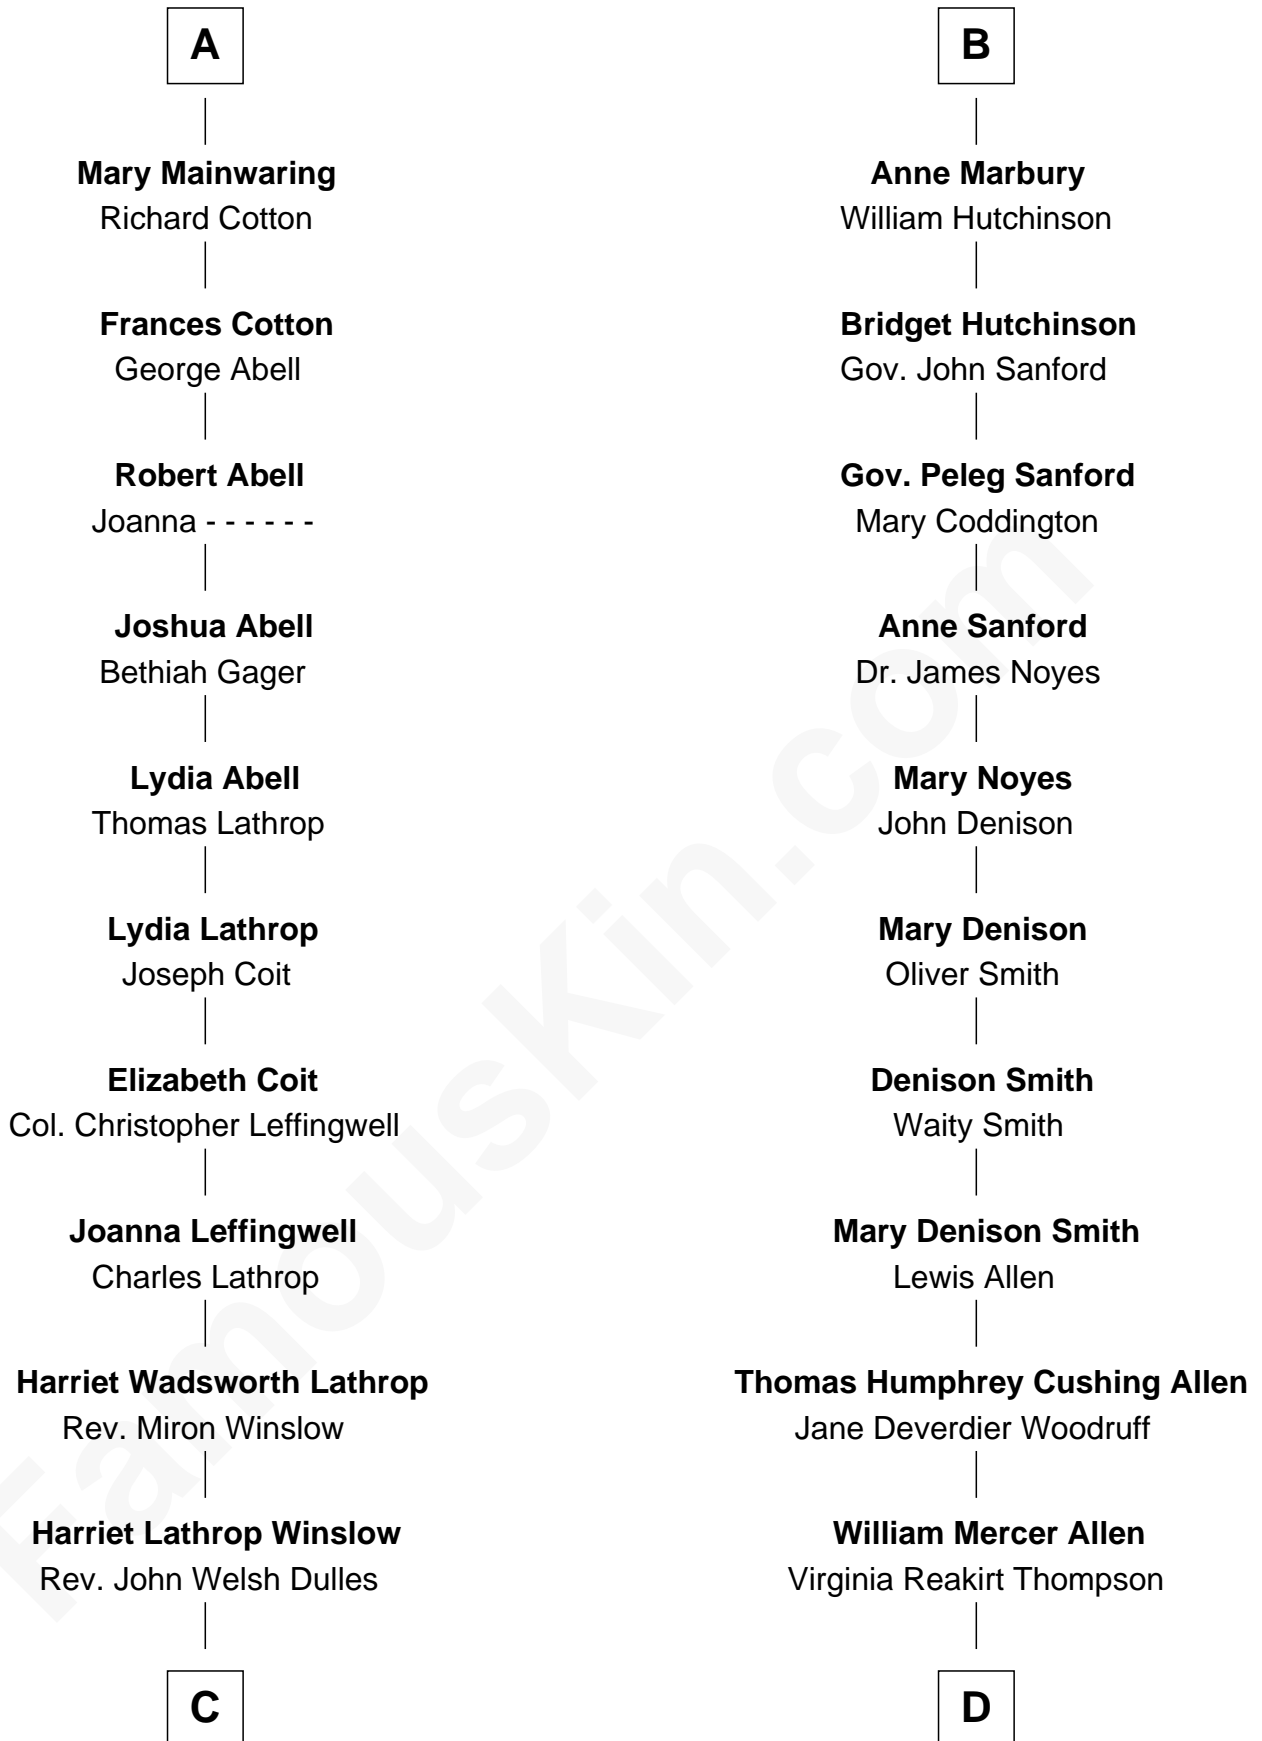 A
Mary Mainwaring
Richard Cotton
Frances Cotton
George Abell
Robert Abell
Joanna - - - - - -
Joshua Abell
Bethiah Gager
Lydia Abell
Thomas Lathrop
Lydia Lathrop
Joseph Coit
Elizabeth Coit
Col. Christopher Leffingwell
Joanna Leffingwell
Charles Lathrop
Harriet Wadsworth Lathrop
Rev. Miron Winslow
Harriet Lathrop Winslow
Rev. John Welsh Dulles
C
B
Anne Marbury
William Hutchinson
Bridget Hutchinson
Gov. John Sanford
Gov. Peleg Sanford
Mary Coddington
Anne Sanford
Dr. James Noyes
Mary Noyes
John Denison
Mary Denison
Oliver Smith
Denison Smith
Waity Smith
Mary Denison Smith
Lewis Allen
Thomas Humphrey Cushing Allen
Jane Deverdier Woodruff
William Mercer Allen
Virginia Reakirt Thompson
D
FamousKin.com